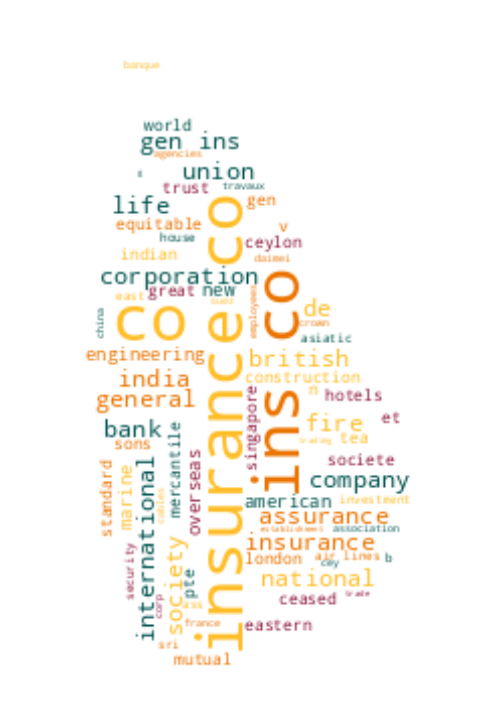 banque
world
gen ins
agencies
union
trust
travaux
life
gen
equitable
v
house
ceylon
indian
daimei
corporation
east
great
new
suez
co
insurance co
ins co
employees
de
crown
china
asiatic
engineering
british
india
construction
general
n
hotels
singapore
et
bank
fire
sons
trading
tea
mercantile
overseas
societe
standard
marine
international
company
cables
american
investment
assurance
establishment
association
insurance
london
air lines
b
cey
security
society
pte
national
corp
ass
ceased
trade
france
eastern
sri
mutual